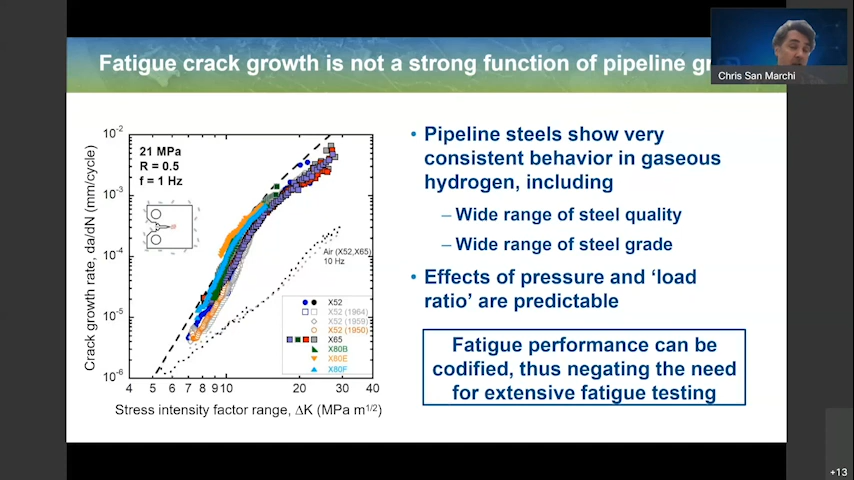 Fatigue crack growth is not a strong function of pipeline
Chris San Marchi
21 MPa
R = 0.5
f = 1 Hz
Air (X52,X65)
10 Hz
X52
X52 (1964)
X52 (1959)
X52 (1950)
X65
X80B
X80E
X80F
10-2
10-3
10-4
10-5
10-6
Crack growth rate, da/dN (mm/cycle)
4 5 6 7 8 9 10 20 30 40
Stress intensity factor range, ΔK (MPa m1/2)
• Pipeline steels show very
consistent behavior in gaseous
hydrogen, including
– Wide range of steel quality
– Wide range of steel grade
• Effects of pressure and ‘load
ratio’ are predictable
Fatigue performance can be
codified, thus negating the need
for extensive fatigue testing
+13